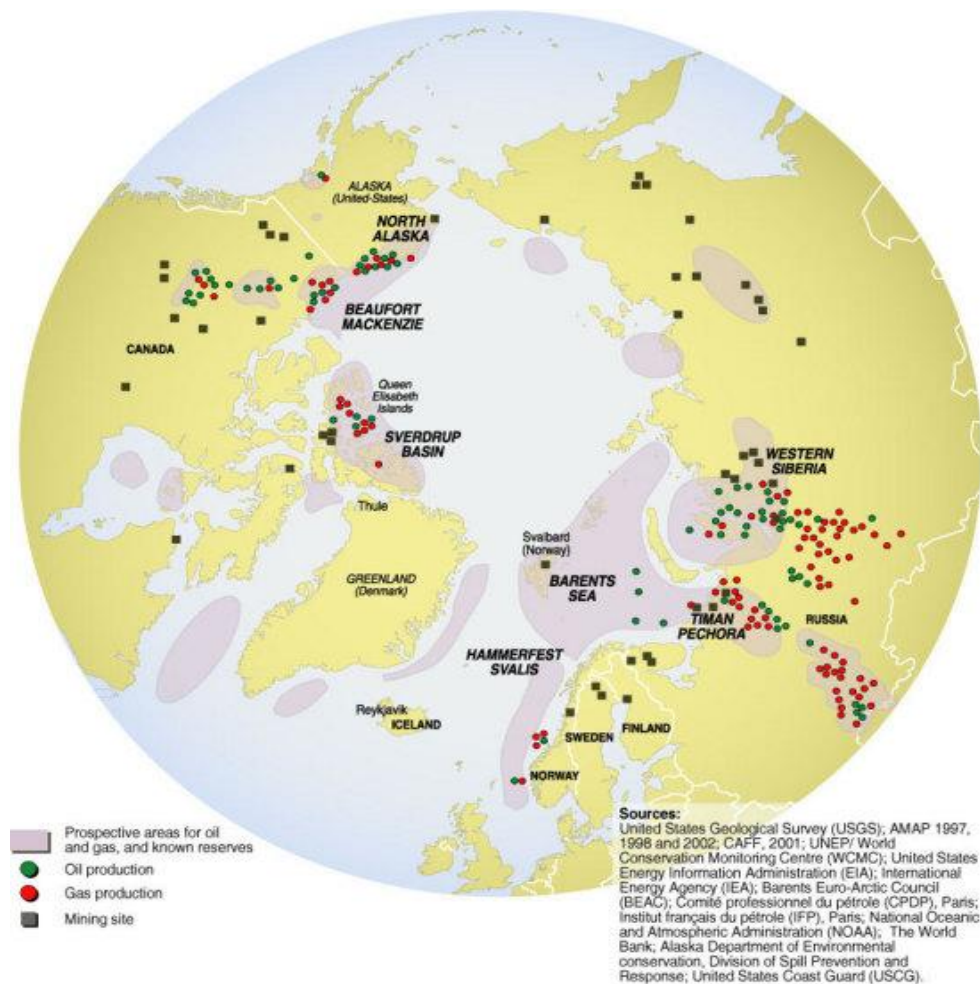 ALASKA
(United-States)
NORTH
ALASKA
BEAUFORT
MACKENZIE
CANADA
Queen
Elisabeth
Islands
SVERDRUP
BASIN
WESTERN
SIBERIA
Thule
Svalbard
(Norway)
GREENLAND
(Denmark)
BARENTS
SEA
TIMAN
PECHORA
RUSSIA
HAMMERFEST
SVALIS
Reykjavik
ICELAND
FINLAND
SWEDEN
NORWAY
Prospective areas for oil
and gas, and known reserves
Oil production
Gas production
Mining site
Sources:
United States Geological Survey (USGS); AMAP 1997,
1998 and 2002; CAFF, 2001; UNEP/ World
Conservation Monitoring Centre (WCMC); United States
Energy Information Administration (EIA); International
Energy Agency (IEA); Barents Euro-Arctic Council
(BEAC); Comité professionnel du pétrole (CPDP), Paris;
Institut français du pétrole (IFP), Paris; National Oceanic
and Atmospheric Administration (NOAA); The World
Bank; Alaska Department of Environmental
conservation, Division of Spill Prevention and
Response; United States Coast Guard (USCG).